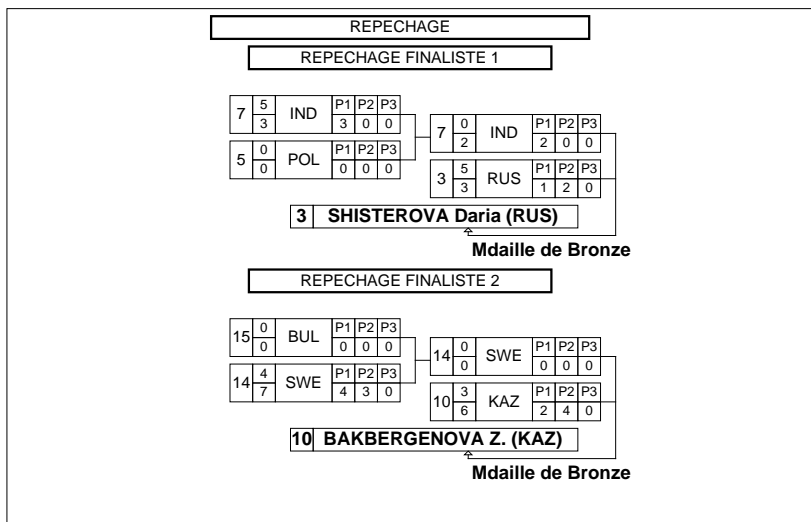 REPECHAGE
REPECHAGE FINALISTE 1
7 5 IND P1 P2 P3
3 3 0 0
5 0 POL P1 P2 P3
0 0 0 0
7 0 IND P1 P2 P3
2 2 0 0
3 5 RUS P1 P2 P3
3 1 2 0
3 SHISTEROVA Daria (RUS)
Mdaille de Bronze
REPECHAGE FINALISTE 2
15 0 BUL P1 P2 P3
0 0 0 0
14 4 SWE P1 P2 P3
7 4 3 0
14 0 SWE P1 P2 P3
0 0 0 0
10 3 KAZ P1 P2 P3
6 2 4 0
10 BAKBERGENOVA Z. (KAZ)
Mdaille de Bronze